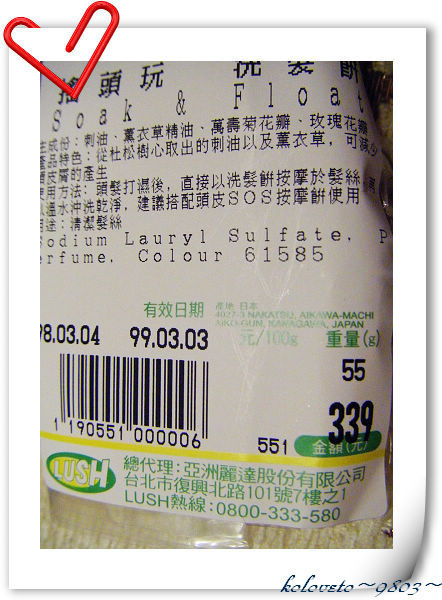 搖頭玩 洗髮餅
Soak & Float
成份：刺油、薰衣草精油、萬壽菊花瓣、玫瑰花瓣
品特色：從杜松樹心取出的刺油以及薰衣草，可減少
頭皮屑的產生
使用方法：頭髮打濕後，直接以洗髮餅按摩於髮絲，再
以溫水沖洗乾淨，建議搭配頭皮SOS按摩餅使用
用途：清潔髮絲
Sodium Lauryl Sulfate, P
erfume, Colour 61585
有效日期 產地 日本
4027-3 NAKATSU, AIKAWA-MACHI
AIKO-GUN, KANAGAWA, JAPAN
元/100g 重量(g)
98.03.04 99.03.03
55
339
1 190551 000006
551 金額(元)
LUSH
總代理：亞洲麗達股份有限公司
台北市復興北路101號7樓之1
LUSH熱線：0800-333-580
koloveto～9803～